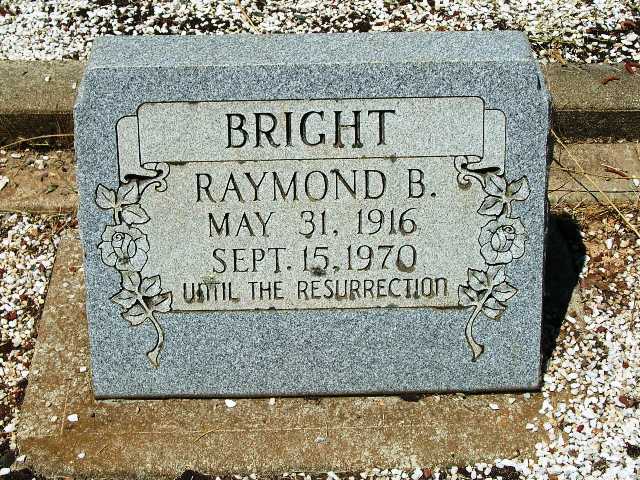 BRIGHT
RAYMOND B.
MAY 31, 1916
SEPT. 15, 1970
UNTIL THE RESURRECTION